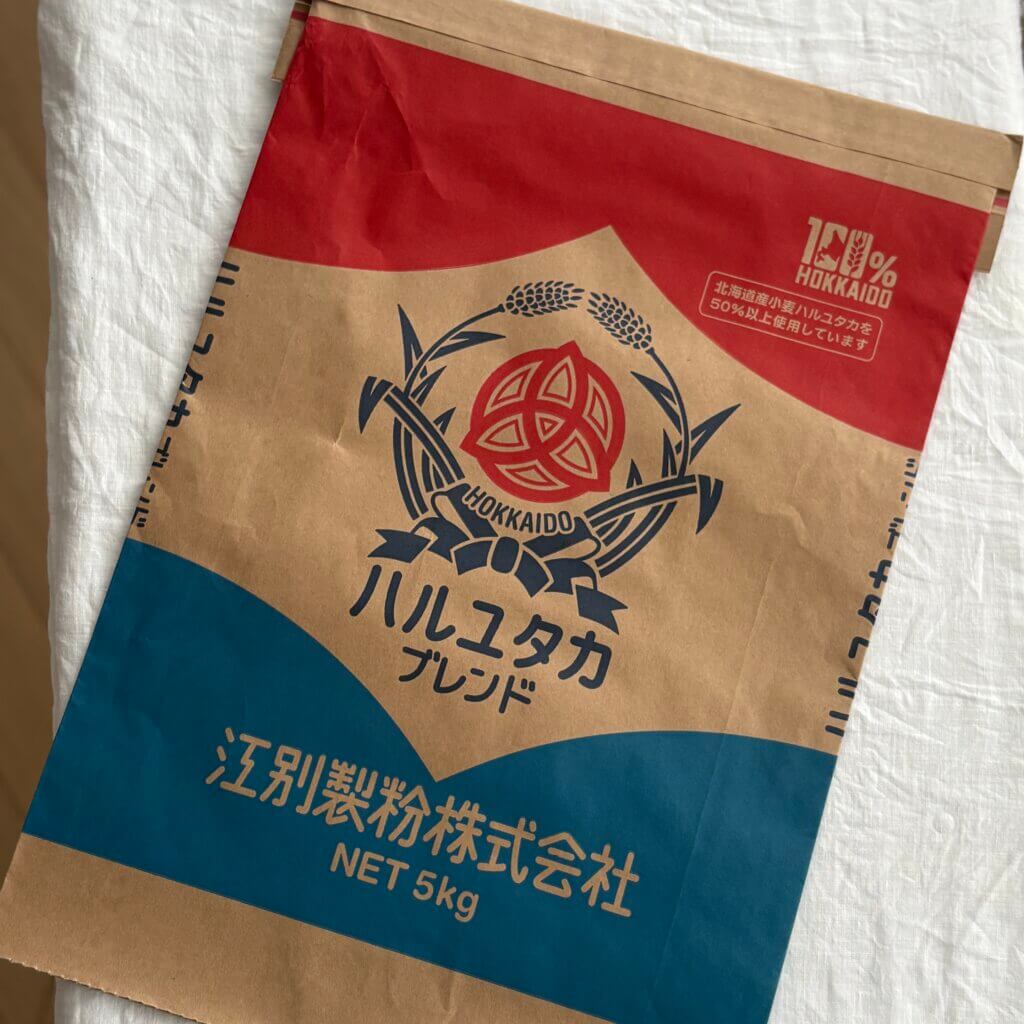 100%
HOKKAIDO
北海道産小麦ハルユタカを
50%以上使用しています
HOKKAIDO
ハルユタカ
ブレンド
江別製粉株式会社
NET 5kg